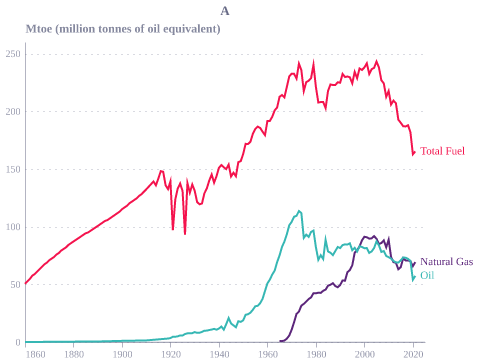 A
Mtoe (million tonnes of oil equivalent)
250
200
150
100
50
0
Total Fuel
Natural Gas
Oil
1860 1880 1900 1920 1940 1960 1980 2000 2020